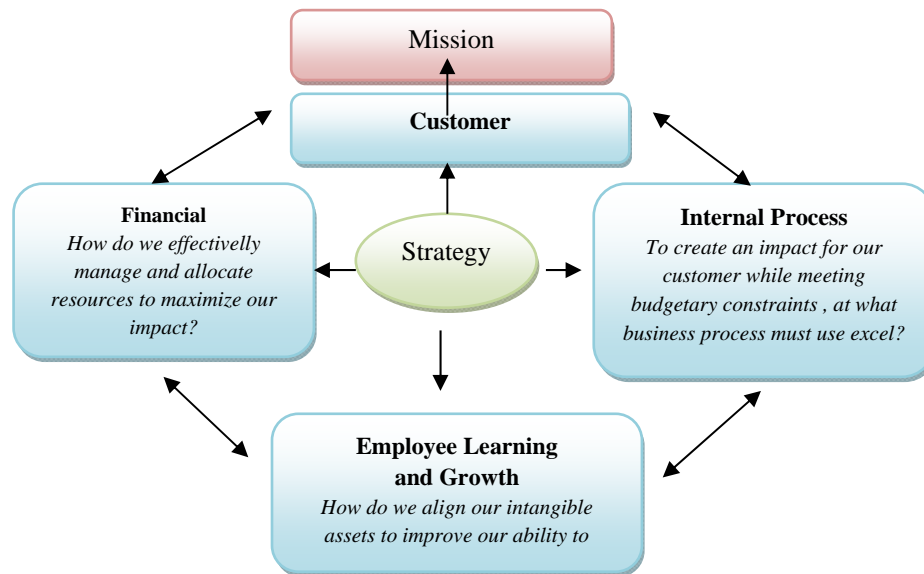 Mission
Customer
Financial
How do we effectivelly
manage and allocate
resources to maximize our
impact?
Strategy
Internal Process
To create an impact for our
customer while meeting
budgetary constraints , at what
business process must use excel?
Employee Learning
and Growth
How do we align our intangible
assets to improve our ability to